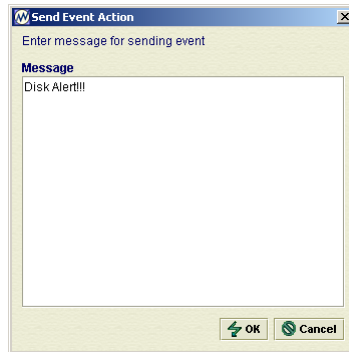 Send Event Action
Enter message for sending event
Message
Disk Alert!!!
OK Cancel